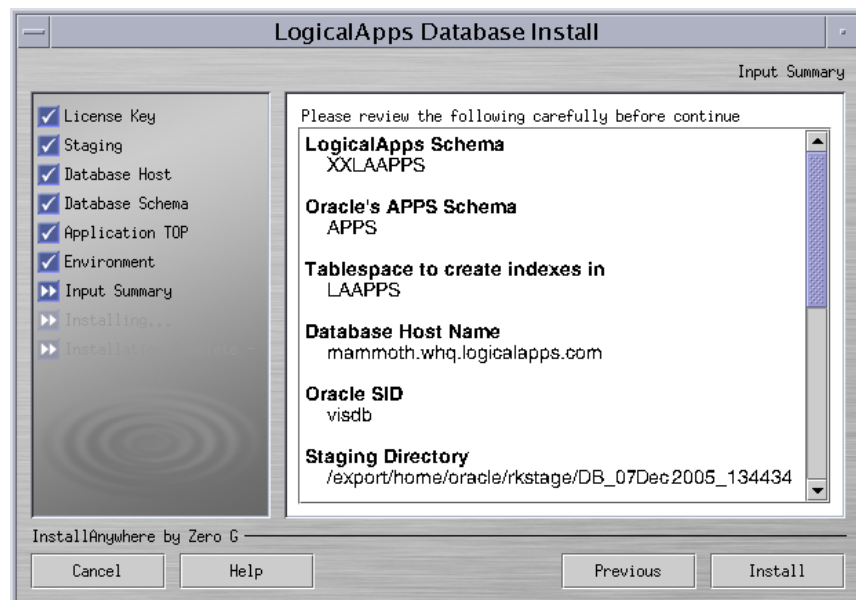 LogicalApps Database Install
Input Summary
License Key
Staging
Database Host
Database Schema
Application TOP
Environment
Input Summary
Installing...
Please review the following carefully before continue
LogicalApps Schema
XXLAAPPS
Oracle's APPS Schema
APPS
Tablespace to create indexes in
LAAPPS
Database Host Name
mammoth.whq.logicalapps.com
Oracle SID
visdb
Staging Directory
/export/home/oracle/rkstage/DB_07Dec2005_134434
InstallAnywhere by Zero G
Cancel
Help
Previous
Install